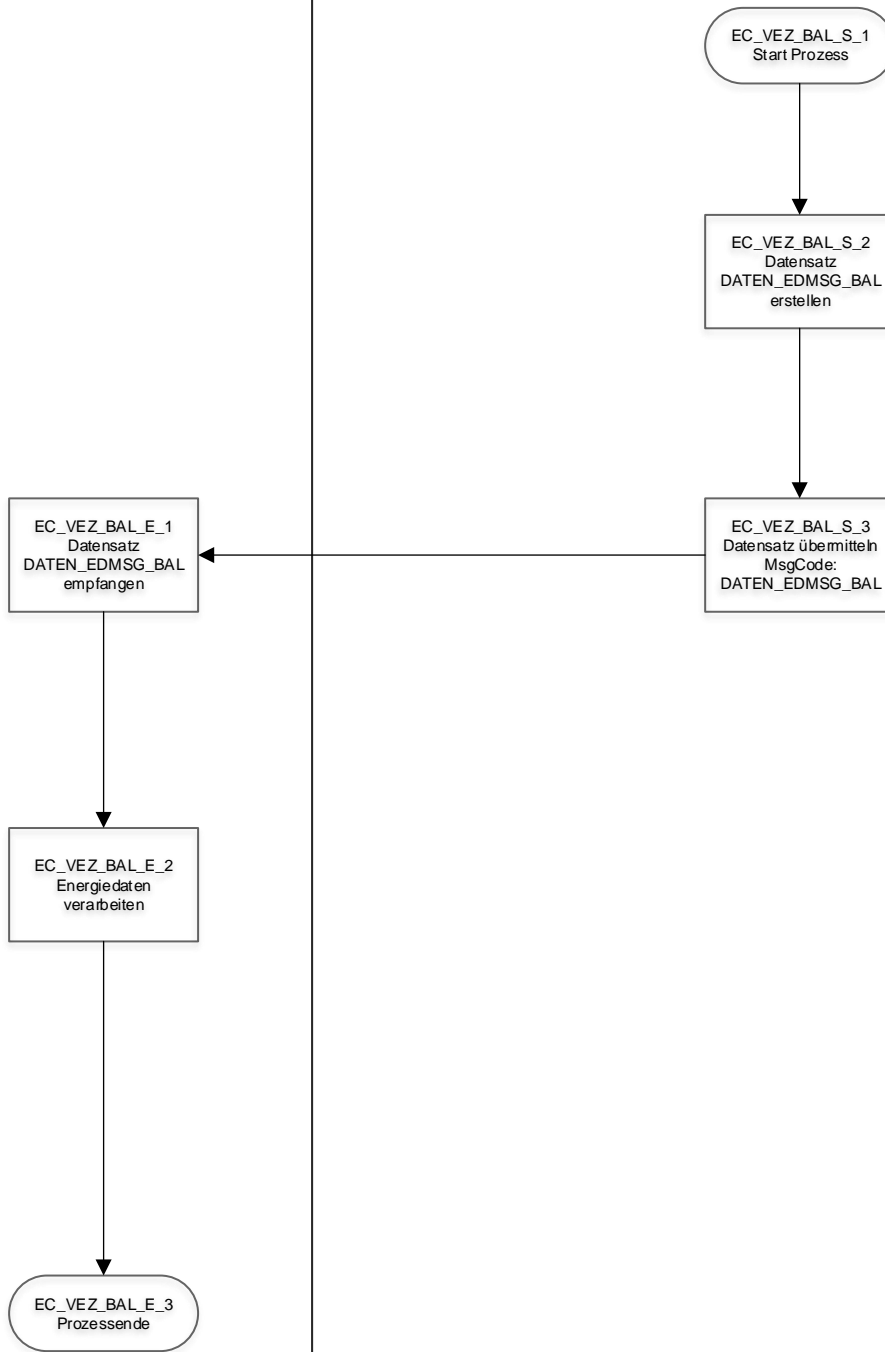 EC_VEZ_BAL_S_1
Start Prozess
EC_VEZ_BAL_S_2
Datensatz
DATEN_EDMSG_BAL
erstellen
EC_VEZ_BAL_S_3
Datensatz übermitteln
MsgCode:
DATEN_EDMSG_BAL
EC_VEZ_BAL_E_1
Datensatz
DATEN_EDMSG_BAL
empfangen
EC_VEZ_BAL_E_2
Energiedaten
verarbeiten
EC_VEZ_BAL_E_3
Prozessende